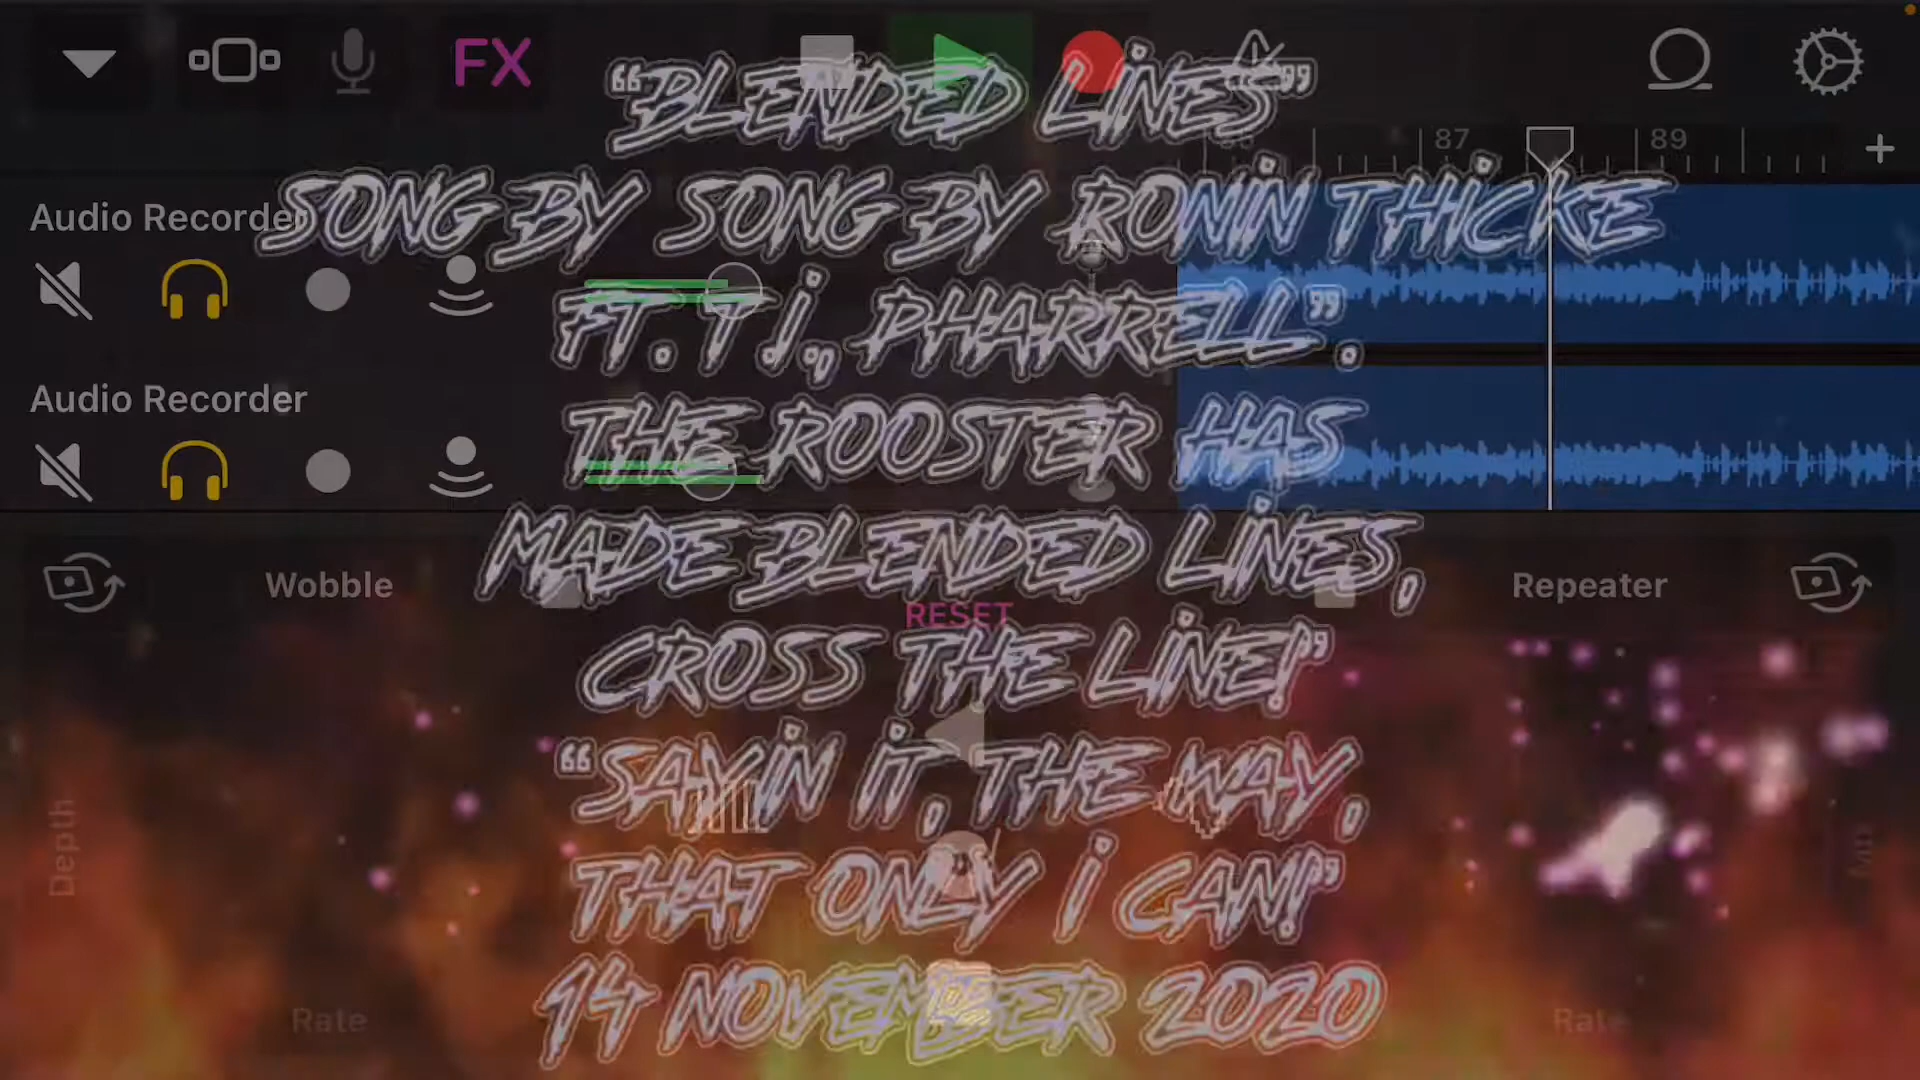 FX
“BLENDED LINES”
87 89
SONG BY SONG BY RONIN THICKE
Audio Recorder
FT. T I., PHARRELL”.
Audio Recorder
THE ROOSTER HAS
MADE BLENDED LINES,
Wobble
RESET
Repeater
CROSS THE LINE!”
“SAYIN IT, THE WAY,
Depth
THAT ONLY I CAN!”
14 NOVEMBER 2020
Rate
Rate